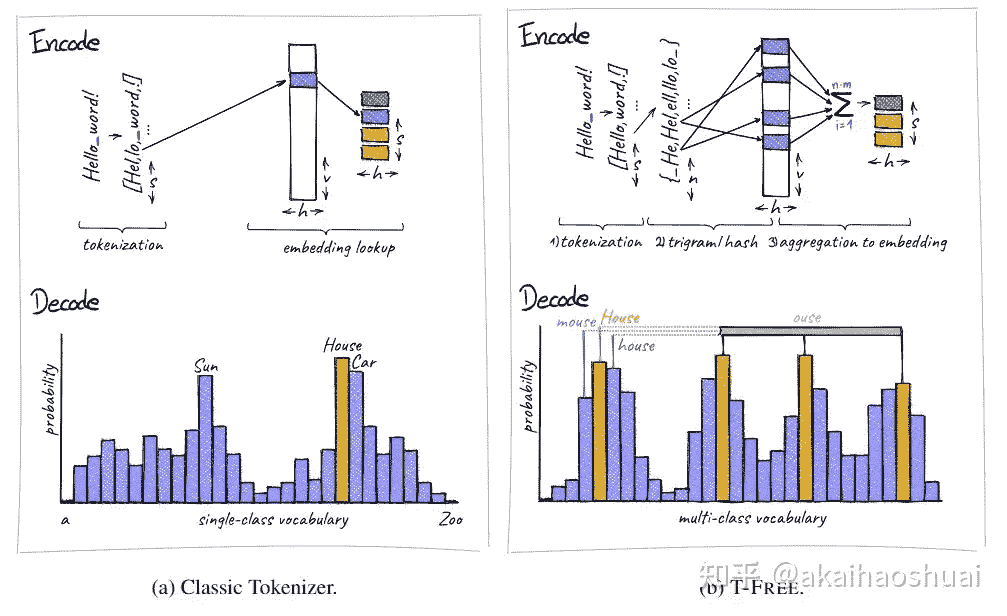 Encode
Hello_word!
[Hel,lo_word,!]
...
s
v
h
s
h
tokenization
embedding lookup
Decode
probability
Sun
House
Car
a
single-class vocabulary
Zoo
(a) Classic Tokenizer.
Encode
Hello_word!
[Hello,word,!]
...
s
{_He,Hel,ell,llo,lo_}
...
n
v
h
n·m
∑
i=1
s
h
1) tokenization
2) trigram/hash
3) aggregation to embedding
Decode
probability
mouse
House
house
ouse
multi-class vocabulary
(b) T-FREE.
知乎 @akaihaoshuai